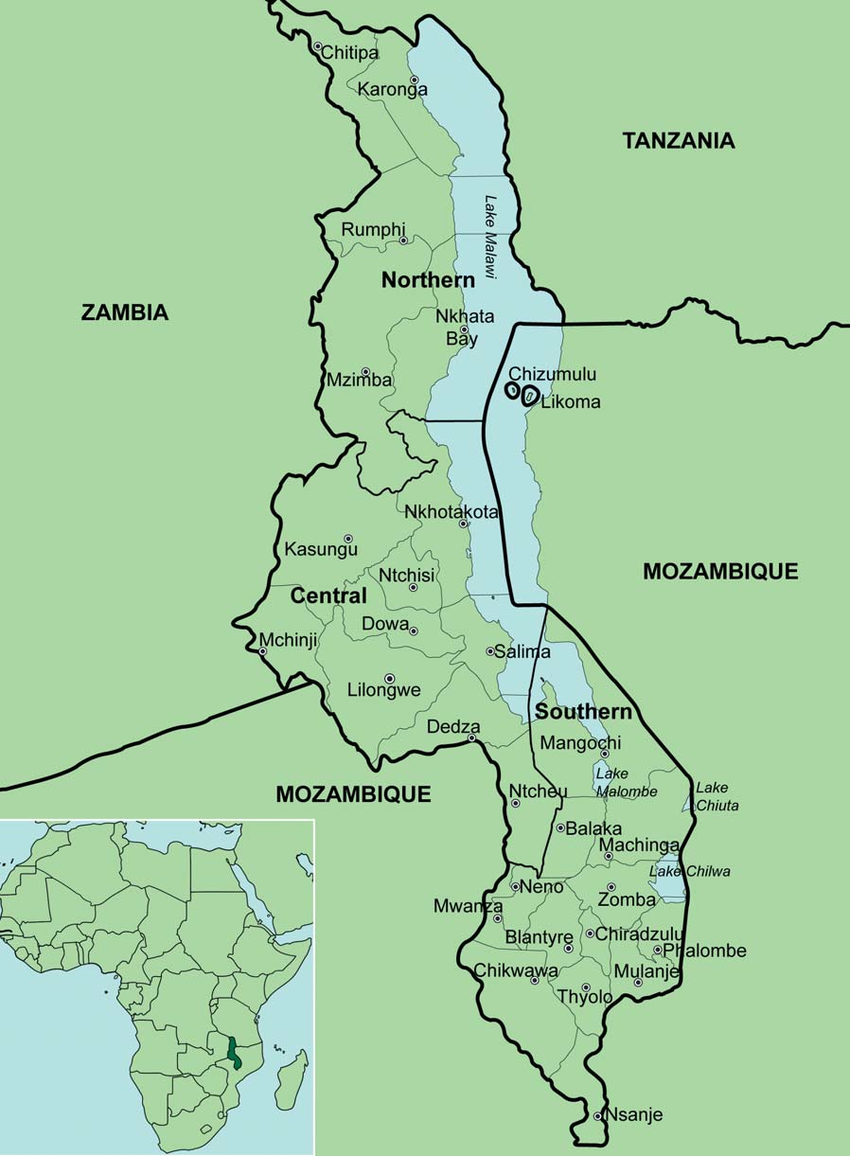 Chitipa
Karonga
TANZANIA
Lake Malawi
Rumphi
Northern
ZAMBIA
Nkhata
Bay
Mzimba
Chizumulu
Likoma
Nkhotakota
Kasungu
Ntchisi
MOZAMBIQUE
Central
Dowa
Mchinji
Salima
Lilongwe
Southern
Dedza
Mangochi
Lake
Malombe
MOZAMBIQUE
Ntcheu
Lake
Chiuta
Balaka
Machinga
Lake Chilwa
Neno
Zomba
Mwanza
Blantyre
Chiradzulu
Phalombe
Chikwawa
Mulanje
Thyolo
Nsanje